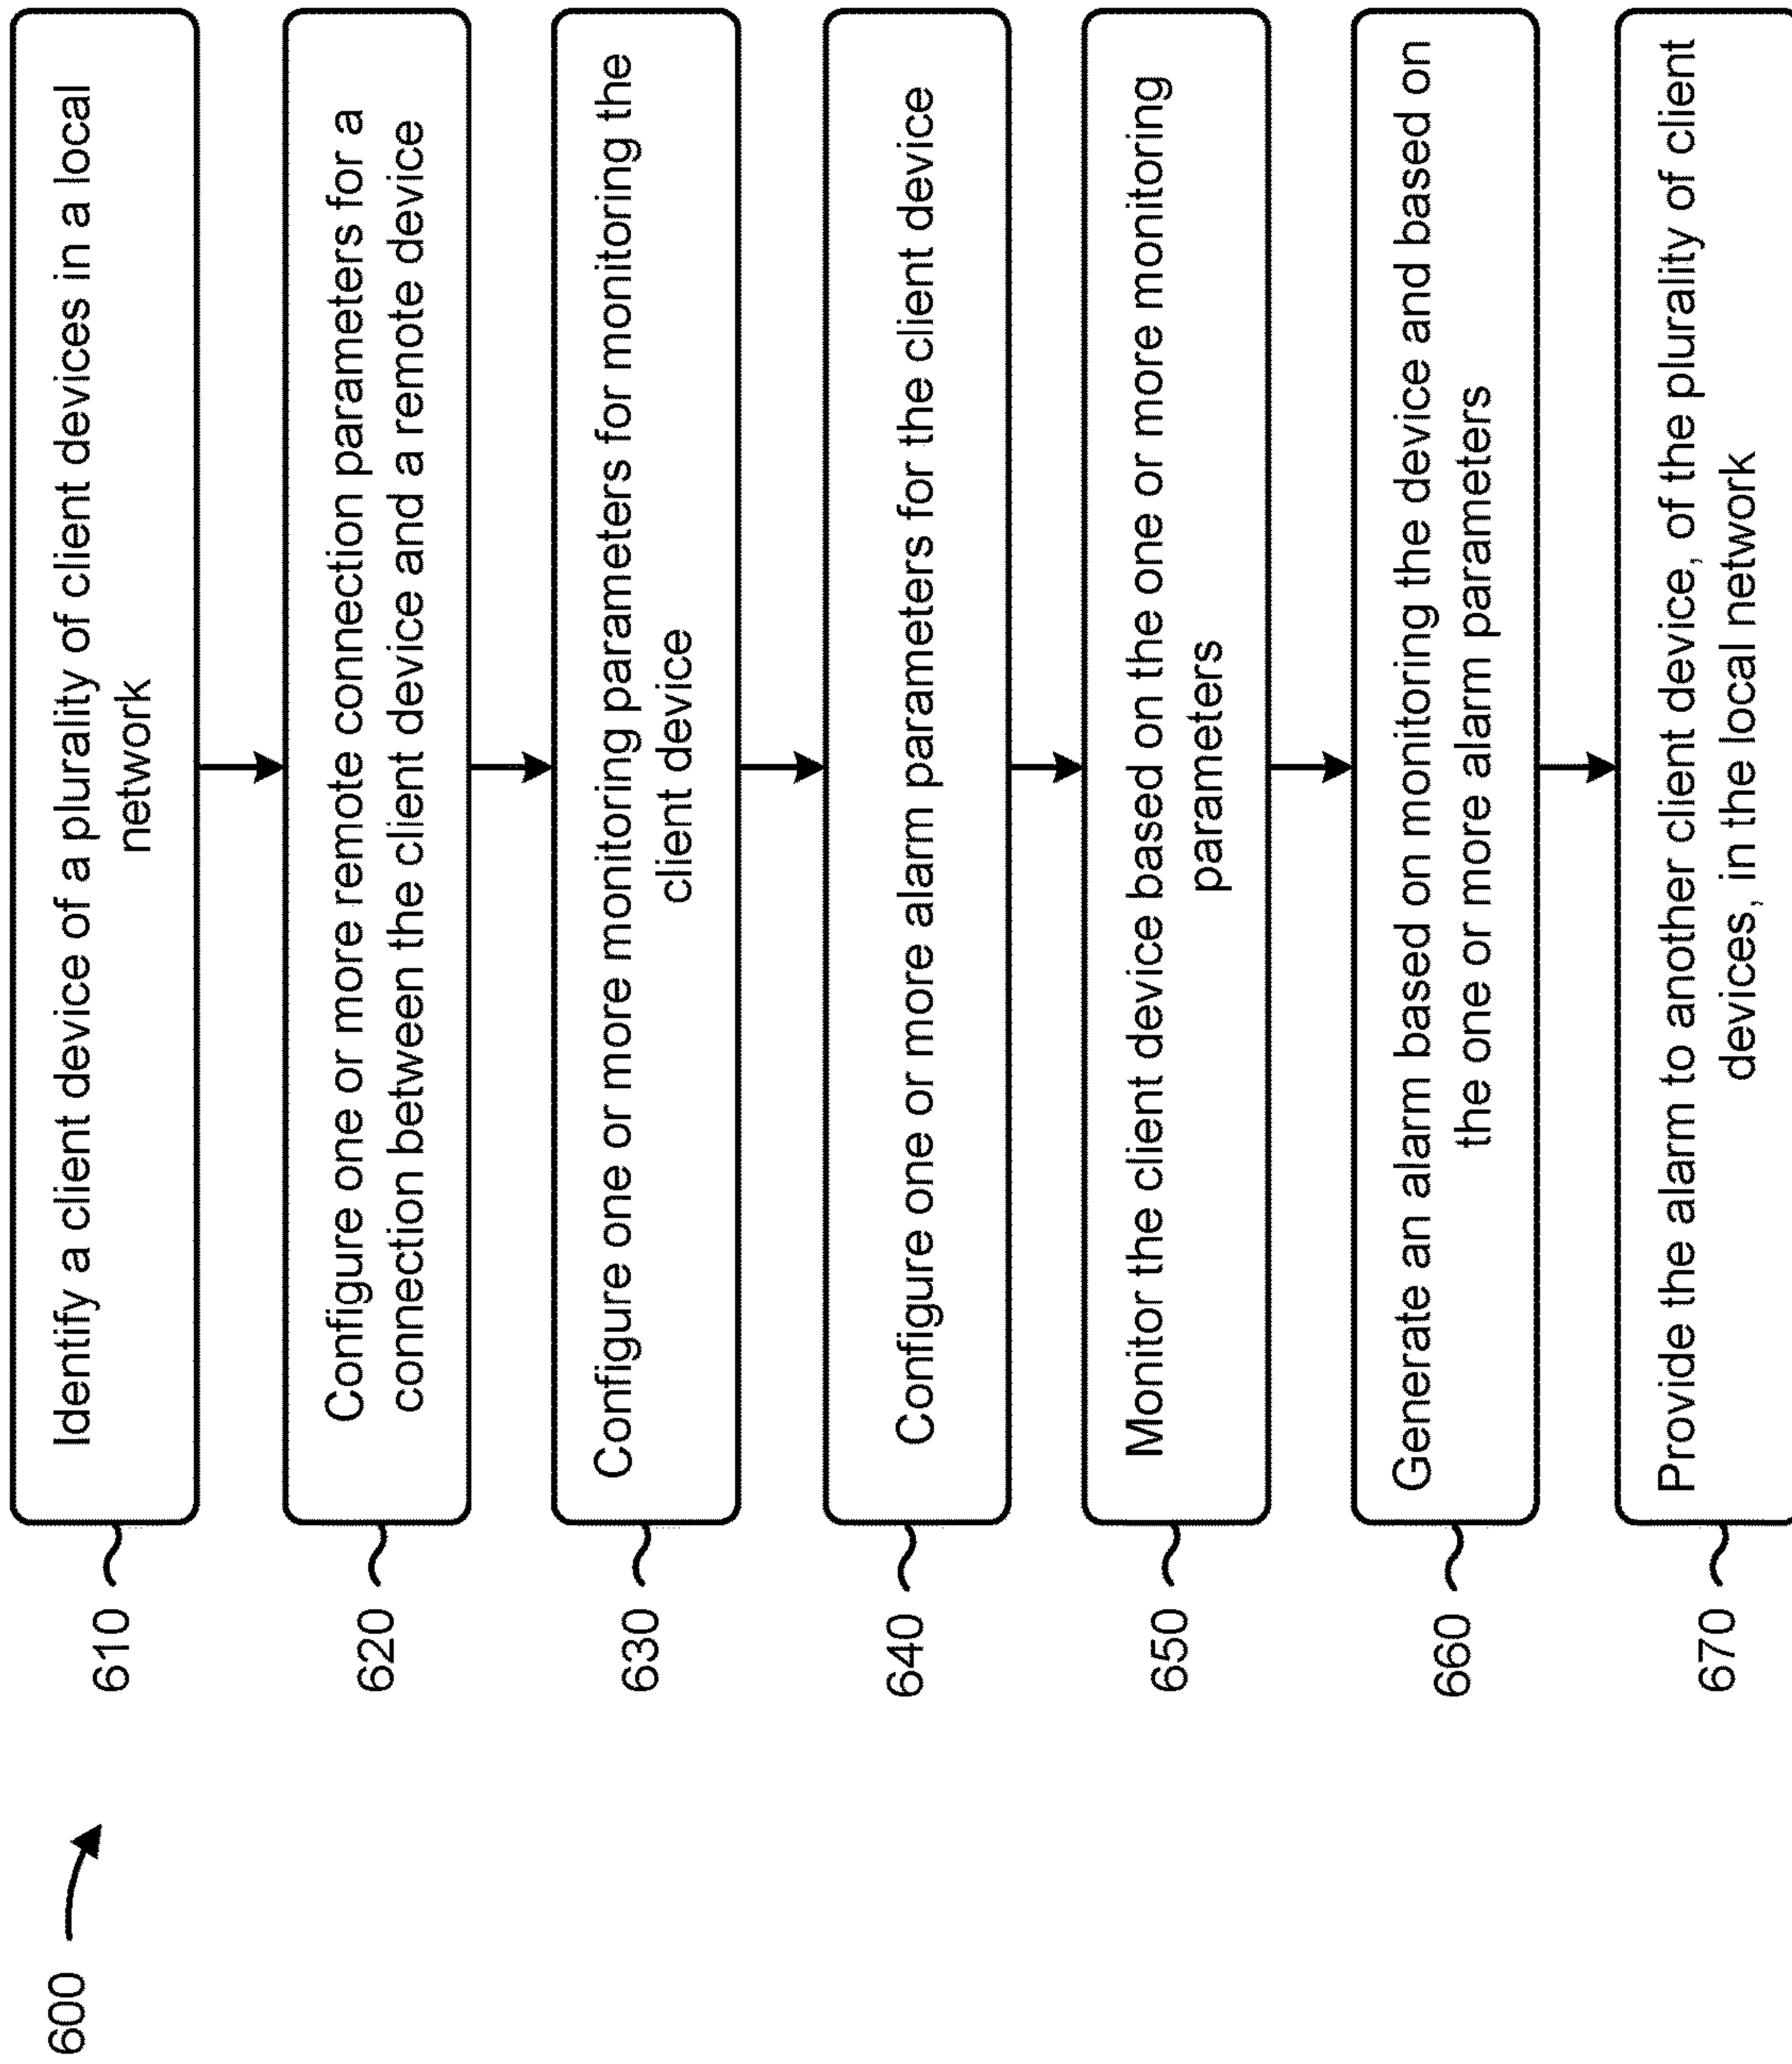 600
610
Identify a client device of a plurality of client devices in a local
network
620
Configure one or more remote connection parameters for a
connection between the client device and a remote device
630
Configure one or more monitoring parameters for monitoring the
client device
640
Configure one or more alarm parameters for the client device
650
Monitor the client device based on the one or more monitoring
parameters
660
Generate an alarm based on monitoring the device and based on
the one or more alarm parameters
670
Provide the alarm to another client device, of the plurality of client
devices, in the local network